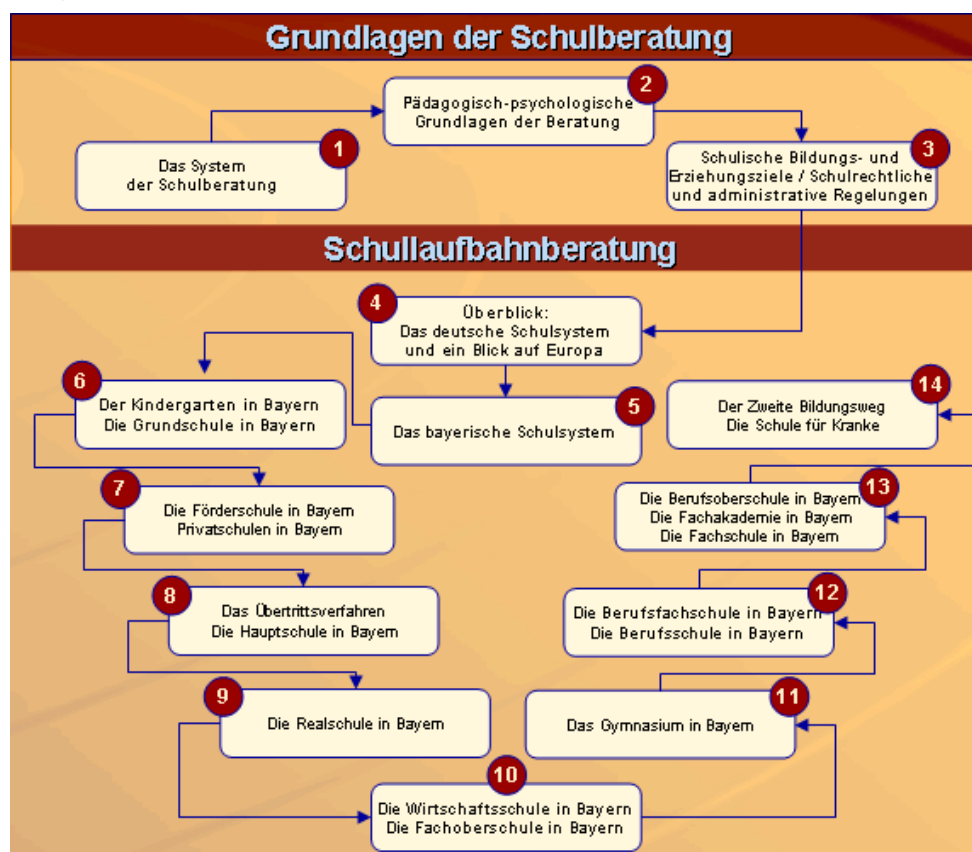 Grundlagen der Schulberatung
1
Das System
der Schulberatung
2
Pädagogisch-psychologische
Grundlagen der Beratung
3
Schulische Bildungs- und
Erziehungsziele / Schulrechtliche
und administrative Regelungen
Schullaufbahnberatung
4
Überblick:
Das deutsche Schulsystem
und ein Blick auf Europa
5
Das bayerische Schulsystem
6
Der Kindergarten in Bayern
Die Grundschule in Bayern
7
Die Förderschule in Bayern
Privatschulen in Bayern
8
Das Übertrittsverfahren
Die Hauptschule in Bayern
9
Die Realschule in Bayern
10
Die Wirtschaftsschule in Bayern
Die Fachoberschule in Bayern
11
Das Gymnasium in Bayern
12
Die Berufsfachschule in Bayern
Die Berufsschule in Bayern
13
Die Berufsoberschule in Bayern
Die Fachakademie in Bayern
Die Fachschule in Bayern
14
Der Zweite Bildungsweg
Die Schule für Kranke